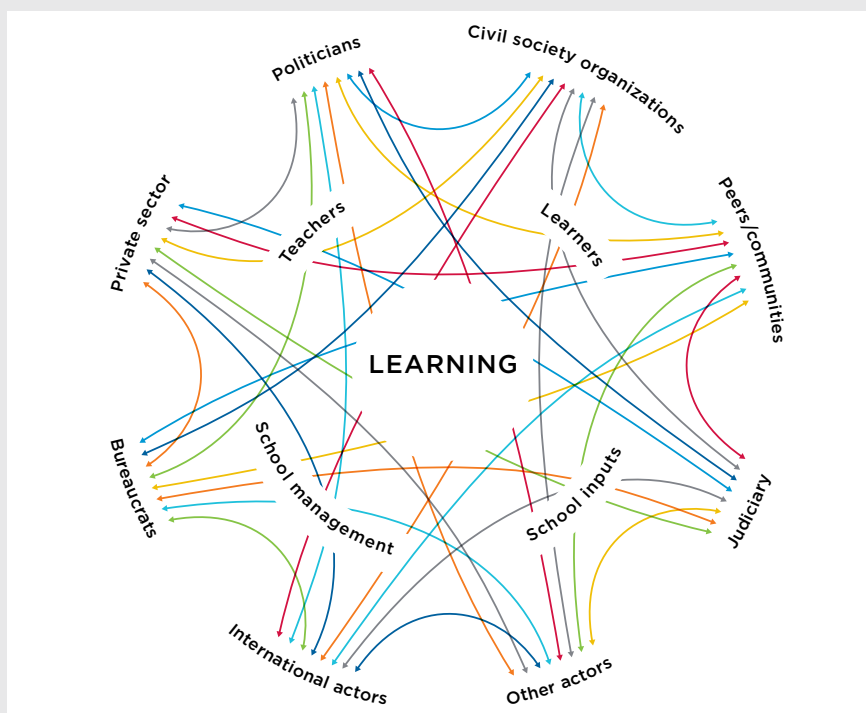 Politicians
Civil society organizations
Private sector
Teachers
Learners
Peers/communities
LEARNING
Bureaucrats
School management
School inputs
Judiciary
International actors
Other actors